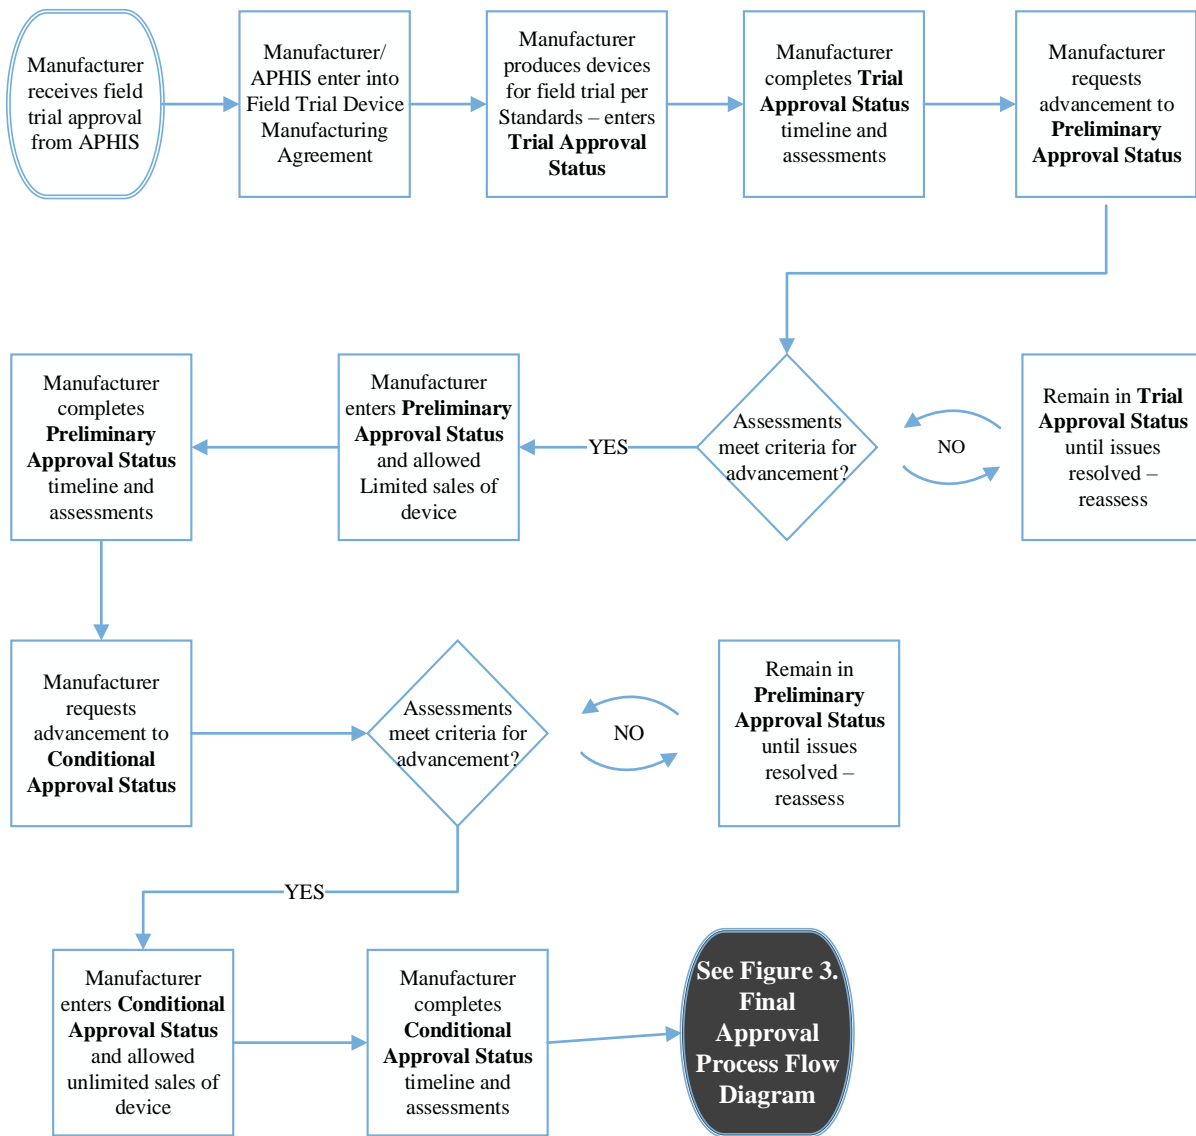 Manufacturer
receives field
trial approval
from APHIS
Manufacturer/
APHIS enter into
Field Trial Device
Manufacturing
Agreement
Manufacturer
produces devices
for field trial per
Standards – enters
Trial Approval
Status
Manufacturer
completes Trial
Approval Status
timeline and
assessments
Manufacturer
requests
advancement to
Preliminary
Approval Status
Assessments
meet criteria for
advancement?
NO
Remain in Trial
Approval Status
until issues
resolved –
reassess
YES
Manufacturer
enters Preliminary
Approval Status
and allowed
Limited sales of
device
Manufacturer
completes
Preliminary
Approval Status
timeline and
assessments
Manufacturer
requests
advancement to
Conditional
Approval Status
Assessments
meet criteria for
advancement?
NO
Remain in
Preliminary
Approval Status
until issues
resolved –
reassess
YES
Manufacturer
enters Conditional
Approval Status
and allowed
unlimited sales of
device
Manufacturer
completes
Conditional
Approval Status
timeline and
assessments
See Figure 3.
Final
Approval
Process Flow
Diagram